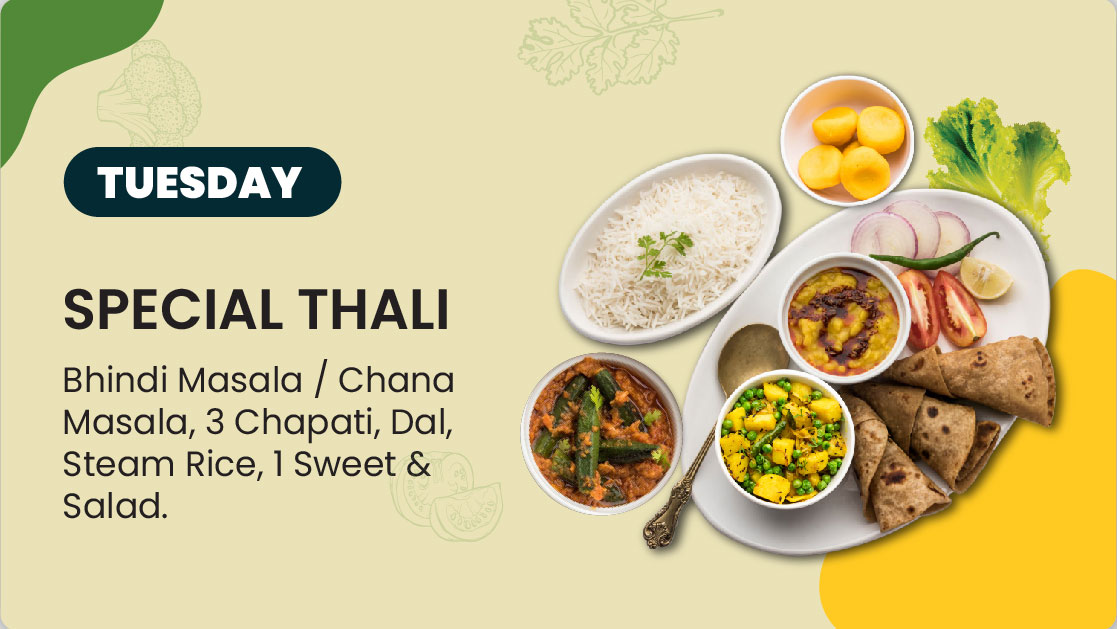 TUESDAY
SPECIAL THALI
Bhindi Masala / Chana
Masala, 3 Chapati, Dal,
Steam Rice, 1 Sweet &
Salad.